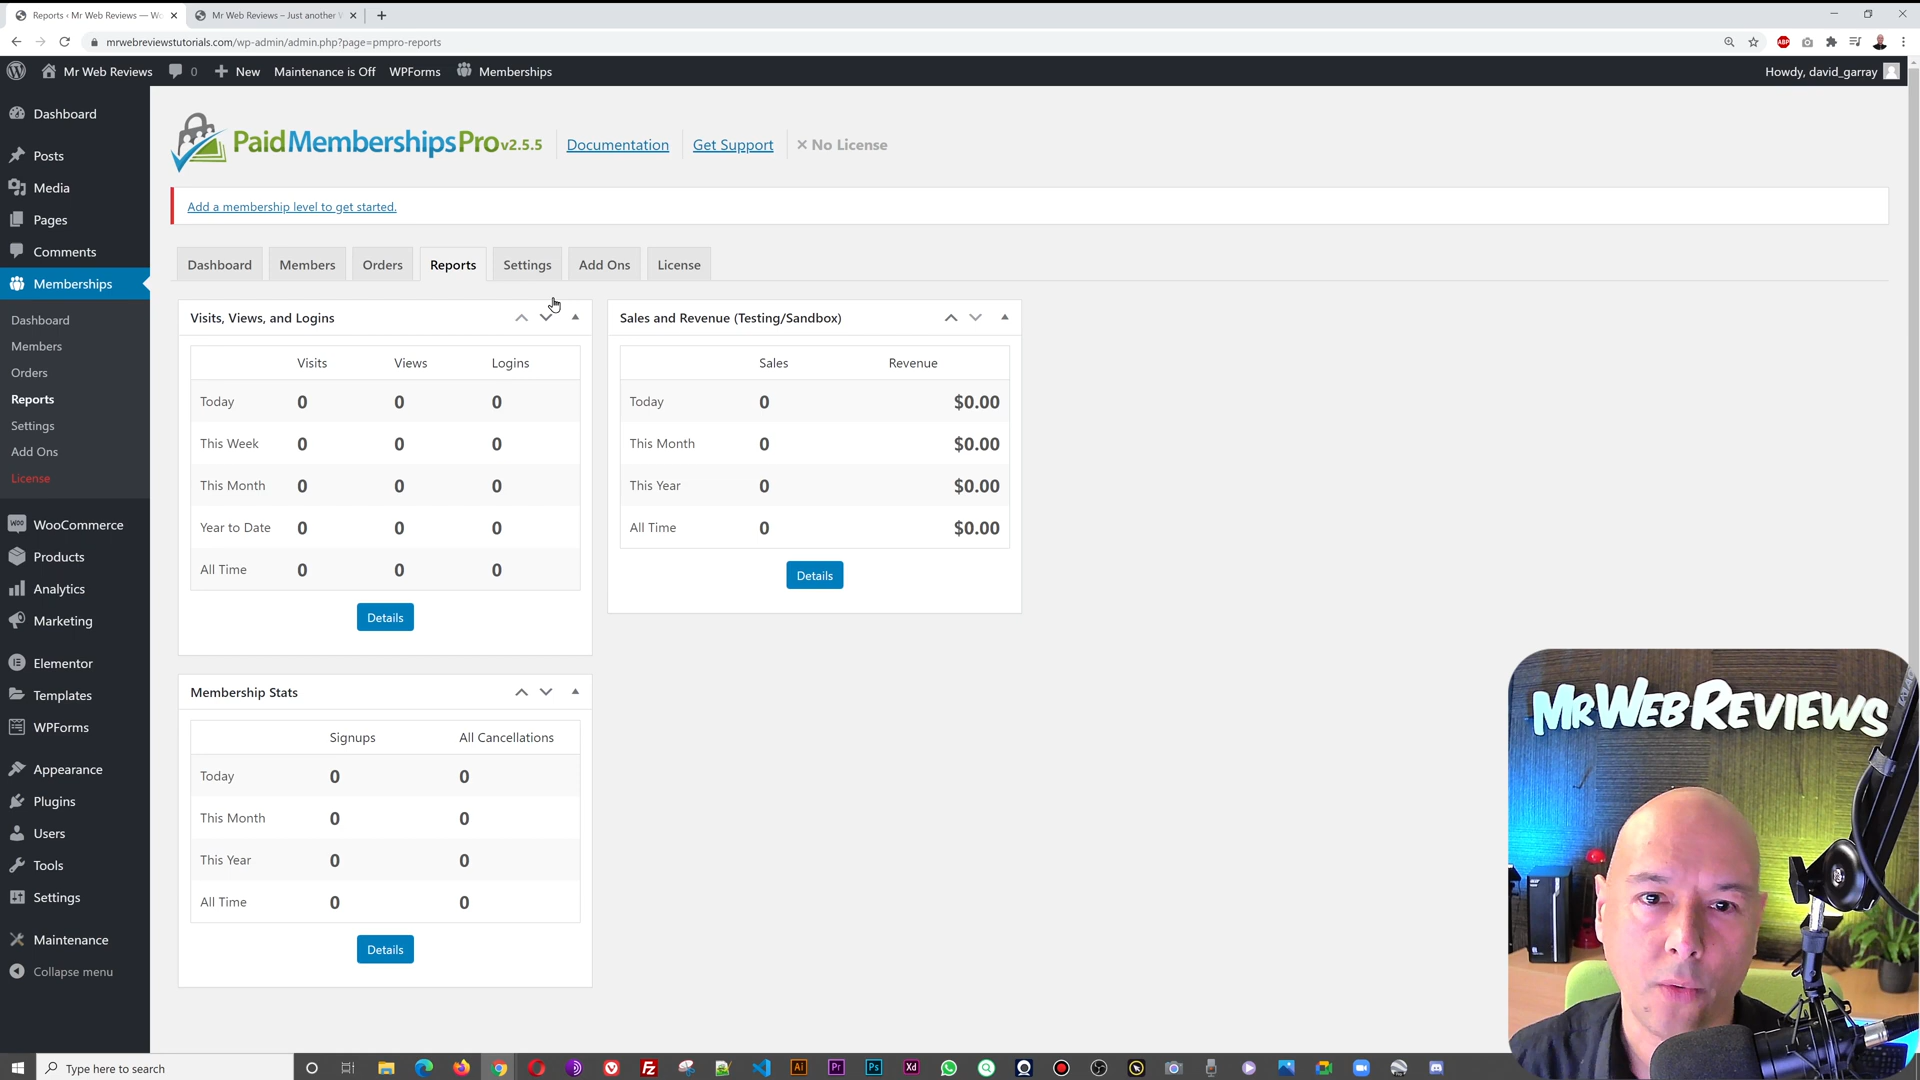 Reports ‹ Mr Web Reviews — Wo
Mr Web Reviews – Just another W
mrwebreviewstutorials.com/wp-admin/admin.php?page=pmpro-reports
ABP
Mr Web Reviews 0 New Maintenance is Off WPForms Memberships
Howdy, david_garray
Dashboard
Posts
Media
Pages
Comments
Memberships
Dashboard
Members
Orders
Reports
Settings
Add Ons
License
WooCommerce
Products
Analytics
Marketing
Elementor
Templates
WPForms
Appearance
Plugins
Users
Tools
Settings
Maintenance
Collapse menu
PaidMembershipsPro v2.5.5
Documentation
Get Support
× No License
Add a membership level to get started.
Dashboard Members Orders Reports Settings Add Ons License
Visits, Views, and Logins
Visits Views Logins
Today 0 0 0
This Week 0 0 0
This Month 0 0 0
Year to Date 0 0 0
All Time 0 0 0
Details
Sales and Revenue (Testing/Sandbox)
Sales Revenue
Today 0 $0.00
This Month 0 $0.00
This Year 0 $0.00
All Time 0 $0.00
Details
Membership Stats
Signups All Cancellations
Today 0 0
This Month 0 0
This Year 0 0
All Time 0 0
Details
MrWebReviews
Type here to search